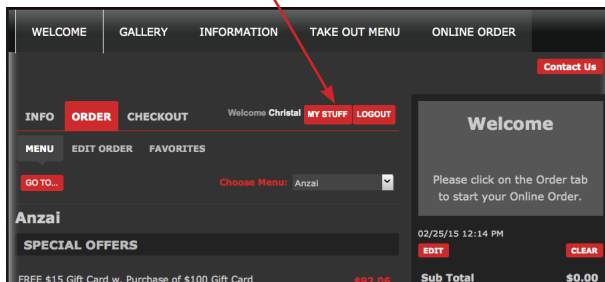 WELCOME GALLERY INFORMATION TAKE OUT MENU ONLINE ORDER
Contact Us
INFO ORDER CHECKOUT Welcome Christal MY STUFF LOGOUT
MENU EDIT ORDER FAVORITES
GO TO... Choose Menu: Anzai
Anzai
SPECIAL OFFERS
FREE $15 Gift Card w. Purchase of $100 Gift Card $92.06
Welcome
Please click on the Order tab
to start your Online Order.
02/25/15 12:14 PM
EDIT CLEAR
Sub Total $0.00